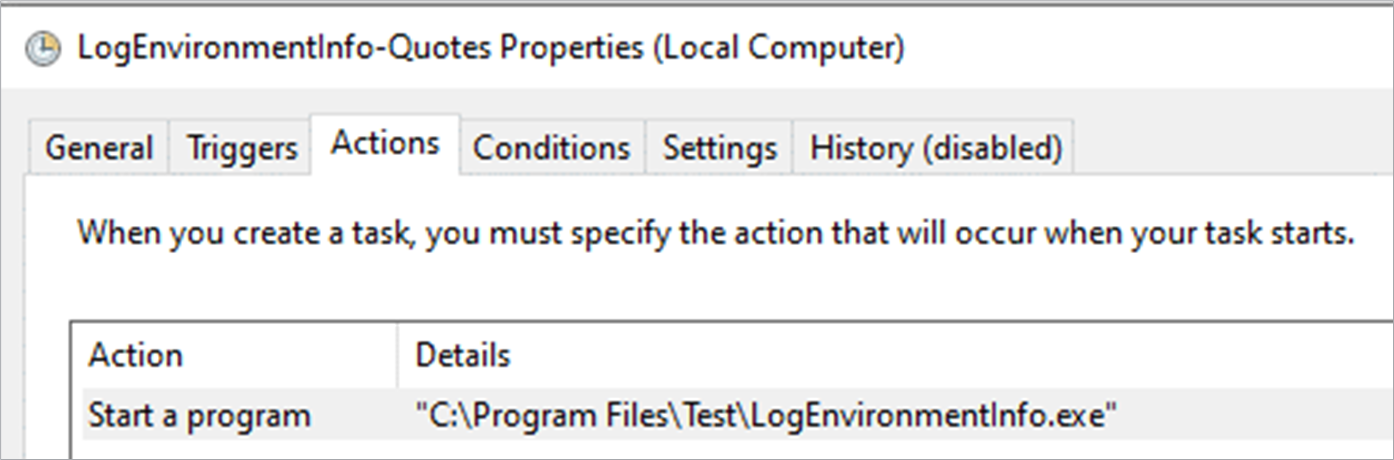 LogEnvironmentInfo-Quotes Properties (Local Computer)
General Triggers Actions Conditions Settings History (disabled)
When you create a task, you must specify the action that will occur when your task starts.
Action Details
Start a program "C:\Program Files\Test\LogEnvironmentInfo.exe"